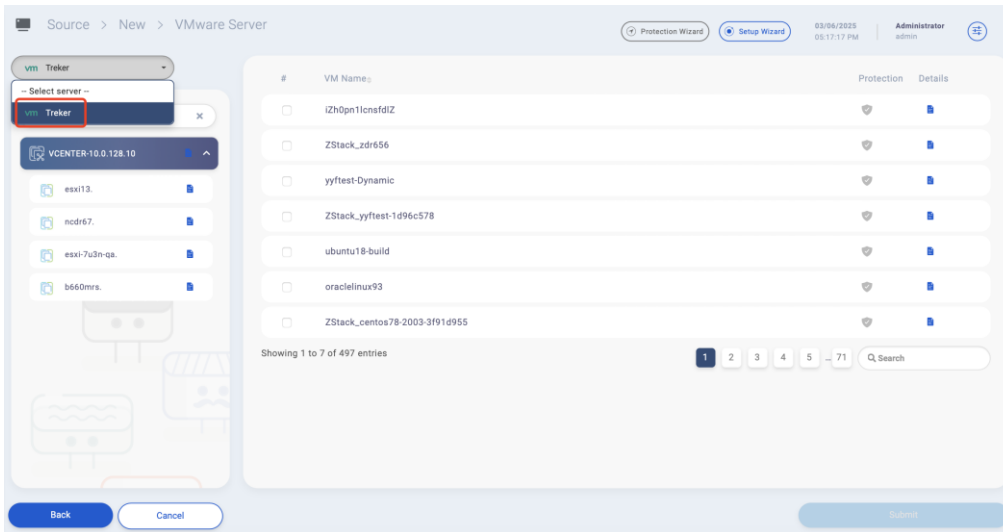 Source > New > VMware Server
Protection Wizard
Setup Wizard
03/06/2025
05:17:17 PM
Administrator
admin
vm Treker
-- Select server --
vm Treker
VCENTER-10.0.128.10
esxi13.
ncdr67.
esxi-7u3n-qa.
b660mrs.
# VM Name Protection Details
iZh0pn1lcnsfdlZ
ZStack_zdr656
yyftest-Dynamic
ZStack_yyftest-1d96c578
ubuntu18-build
oraclelinux93
ZStack_centos78-2003-3f91d955
Showing 1 to 7 of 497 entries
1 2 3 4 5 … 71 Search
Back Cancel Submit